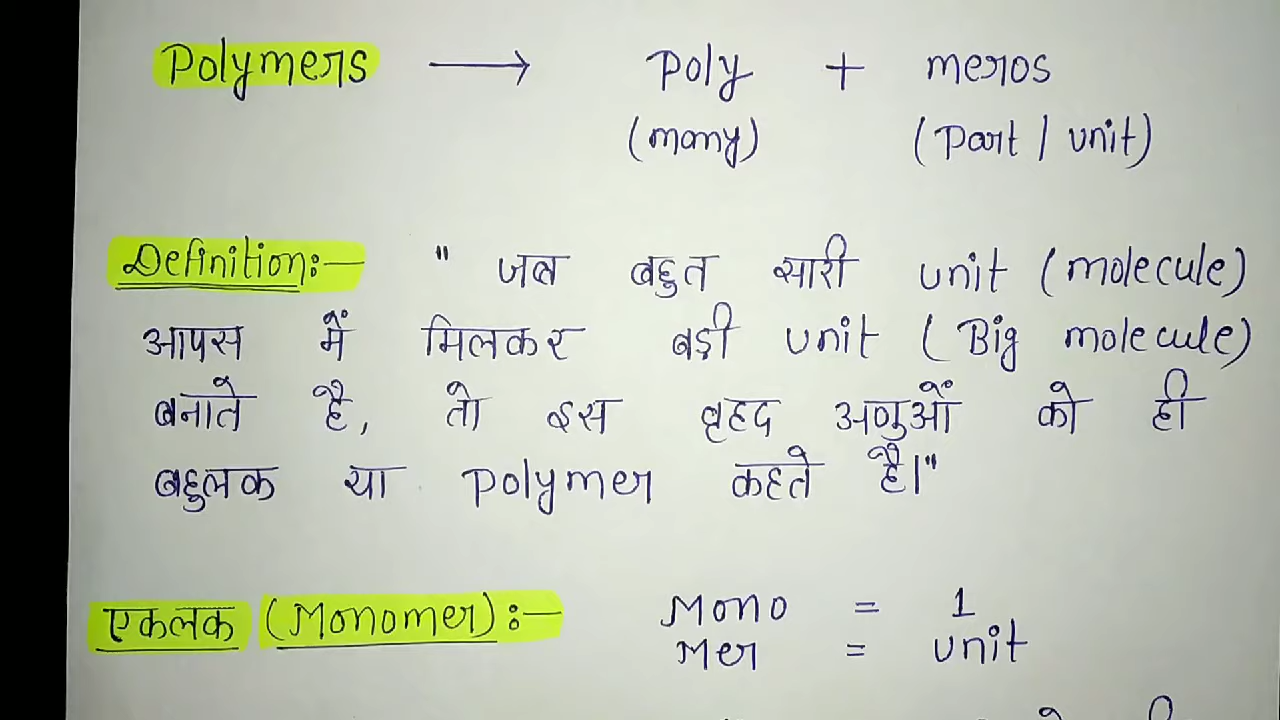 Polymers → Poly + meros
(many) (Part / unit)
Definition:— " जब बहुत सारी unit (molecule)
आपस में मिलकर बड़ी unit ( Big molecule)
बनाते है, तो इस वृहद अणुओं को ही
बहुलक या Polymer कहते है।"
एकलक (Monomer) :— Mono = 1
Mer = unit